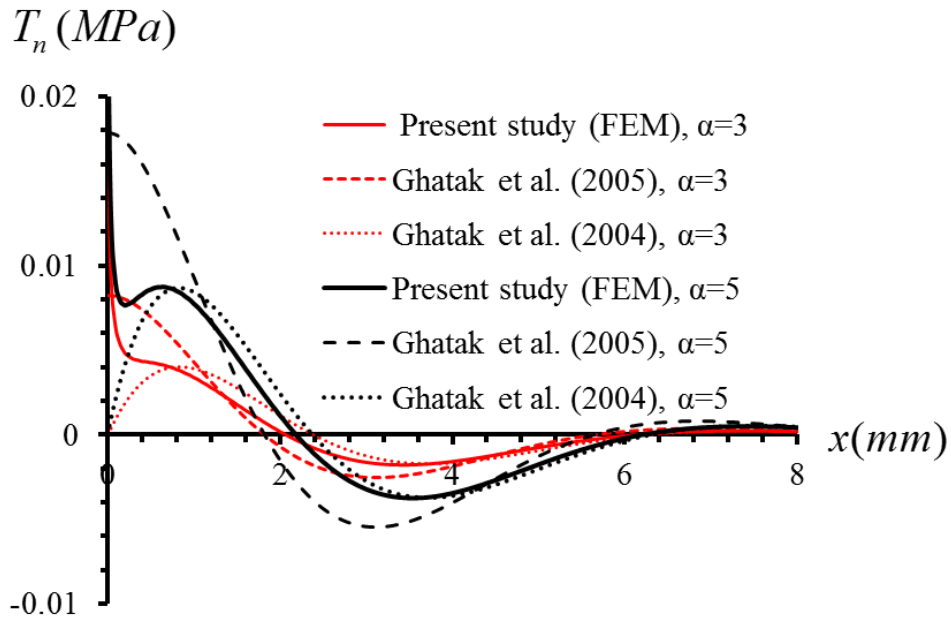 Tn (MPa)
0.02
Present study (FEM), α=3
Ghatak et al. (2005), α=3
Ghatak et al. (2004), α=3
0.01
Present study (FEM), α=5
Ghatak et al. (2005), α=5
Ghatak et al. (2004), α=5
0
x(mm)
0 2 4 6 8
-0.01